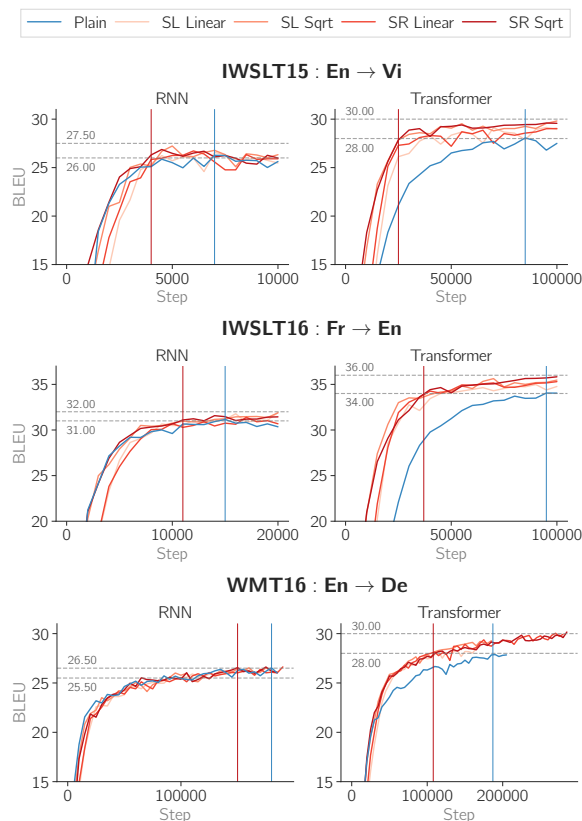 Plain SL Linear SL Sqrt SR Linear SR Sqrt
IWSLT15 : En → Vi
RNN
30
27.50
26.00
25
20
15
BLEU
0 5000 10000
Step
Transformer
30
30.00
28.00
25
20
15
0 50000 100000
Step
IWSLT16 : Fr → En
RNN
35
32.00
31.00
30
25
20
BLEU
0 10000 20000
Step
Transformer
36.00
35
34.00
30
25
20
0 50000 100000
Step
WMT16 : En → De
RNN
30
26.50
25.50
25
20
15
BLEU
0 100000
Step
Transformer
30.00
30
28.00
25
20
15
0 100000 200000
Step